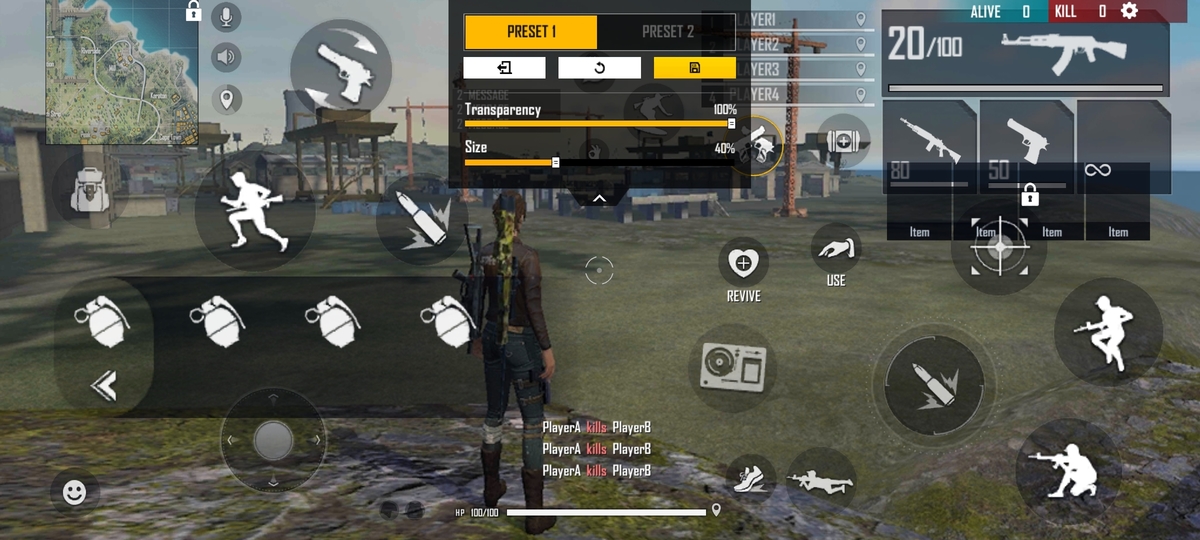 PRESET 1
PRESET 2
Transparency
100%
Size
40%
MESSAGE
PLAYER1
PLAYER2
PLAYER3
4 PLAYER4
ALIVE 0
KILL 0
20/100
80
50
∞
Item
Item
Item
Item
REVIVE
USE
PlayerA kills PlayerB
PlayerA kills PlayerB
PlayerA kills PlayerB
HP 100/100